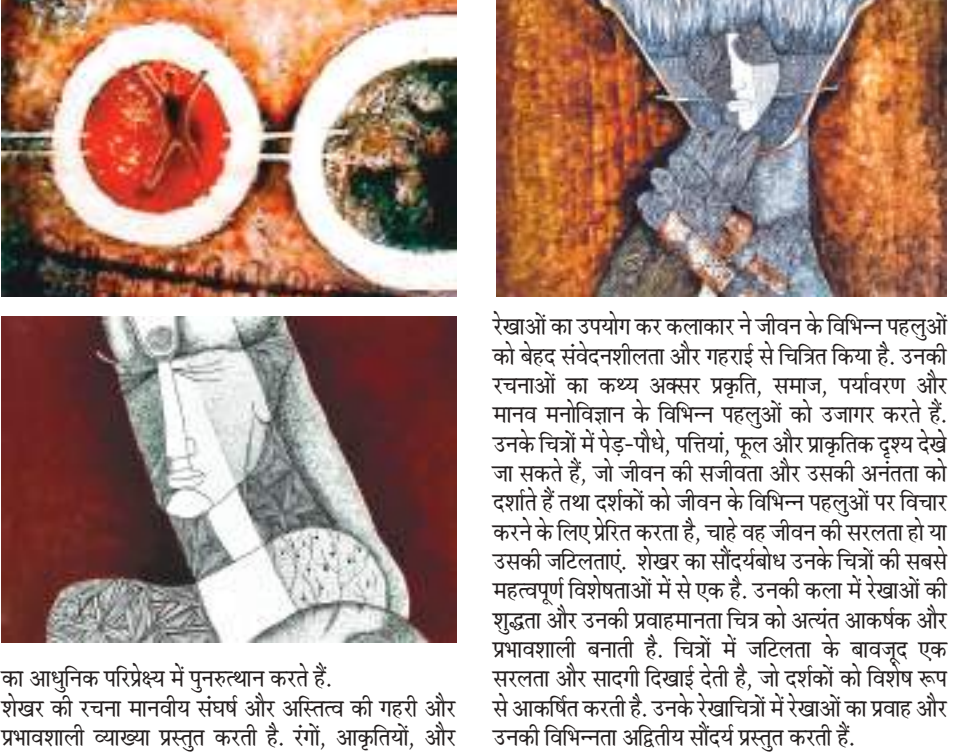 का आधुनिक परिप्रेक्ष्य में पुनरुत्थान करते हैं.
शेखर की रचना मानवीय संघर्ष और अस्तित्व की गहरी और
प्रभावशाली व्याख्या प्रस्तुत करती है. रंगों, आकृतियों, और
रेखाओं का उपयोग कर कलाकार ने जीवन के विभिन्न पहलुओं
को बेहद संवेदनशीलता और गहराई से चित्रित किया है. उनकी
रचनाओं का कथ्य अक्सर प्रकृति, समाज, पर्यावरण और
मानव मनोविज्ञान के विभिन्न पहलुओं को उजागर करते हैं.
उनके चित्रों में पेड़-पौधे, पत्तियां, फूल और प्राकृतिक दृश्य देखे
जा सकते हैं, जो जीवन की सजीवता और उसकी अनंतता को
दर्शाते हैं तथा दर्शकों को जीवन के विभिन्न पहलुओं पर विचार
करने के लिए प्रेरित करता है, चाहे वह जीवन की सरलता हो या
उसकी जटिलताएं. शेखर का सौंदर्यबोध उनके चित्रों की सबसे
महत्वपूर्ण विशेषताओं में से एक है. उनकी कला में रेखाओं की
शुद्धता और उनकी प्रवाहमानता चित्र को अत्यंत आकर्षक और
प्रभावशाली बनाती है. चित्रों में जटिलता के बावजूद एक
सरलता और सादगी दिखाई देती है, जो दर्शकों को विशेष रूप
से आकर्षित करती है. उनके रेखाचित्रों में रेखाओं का प्रवाह और
उनकी विभिन्नता अद्वितीय सौंदर्य प्रस्तुत करती हैं.